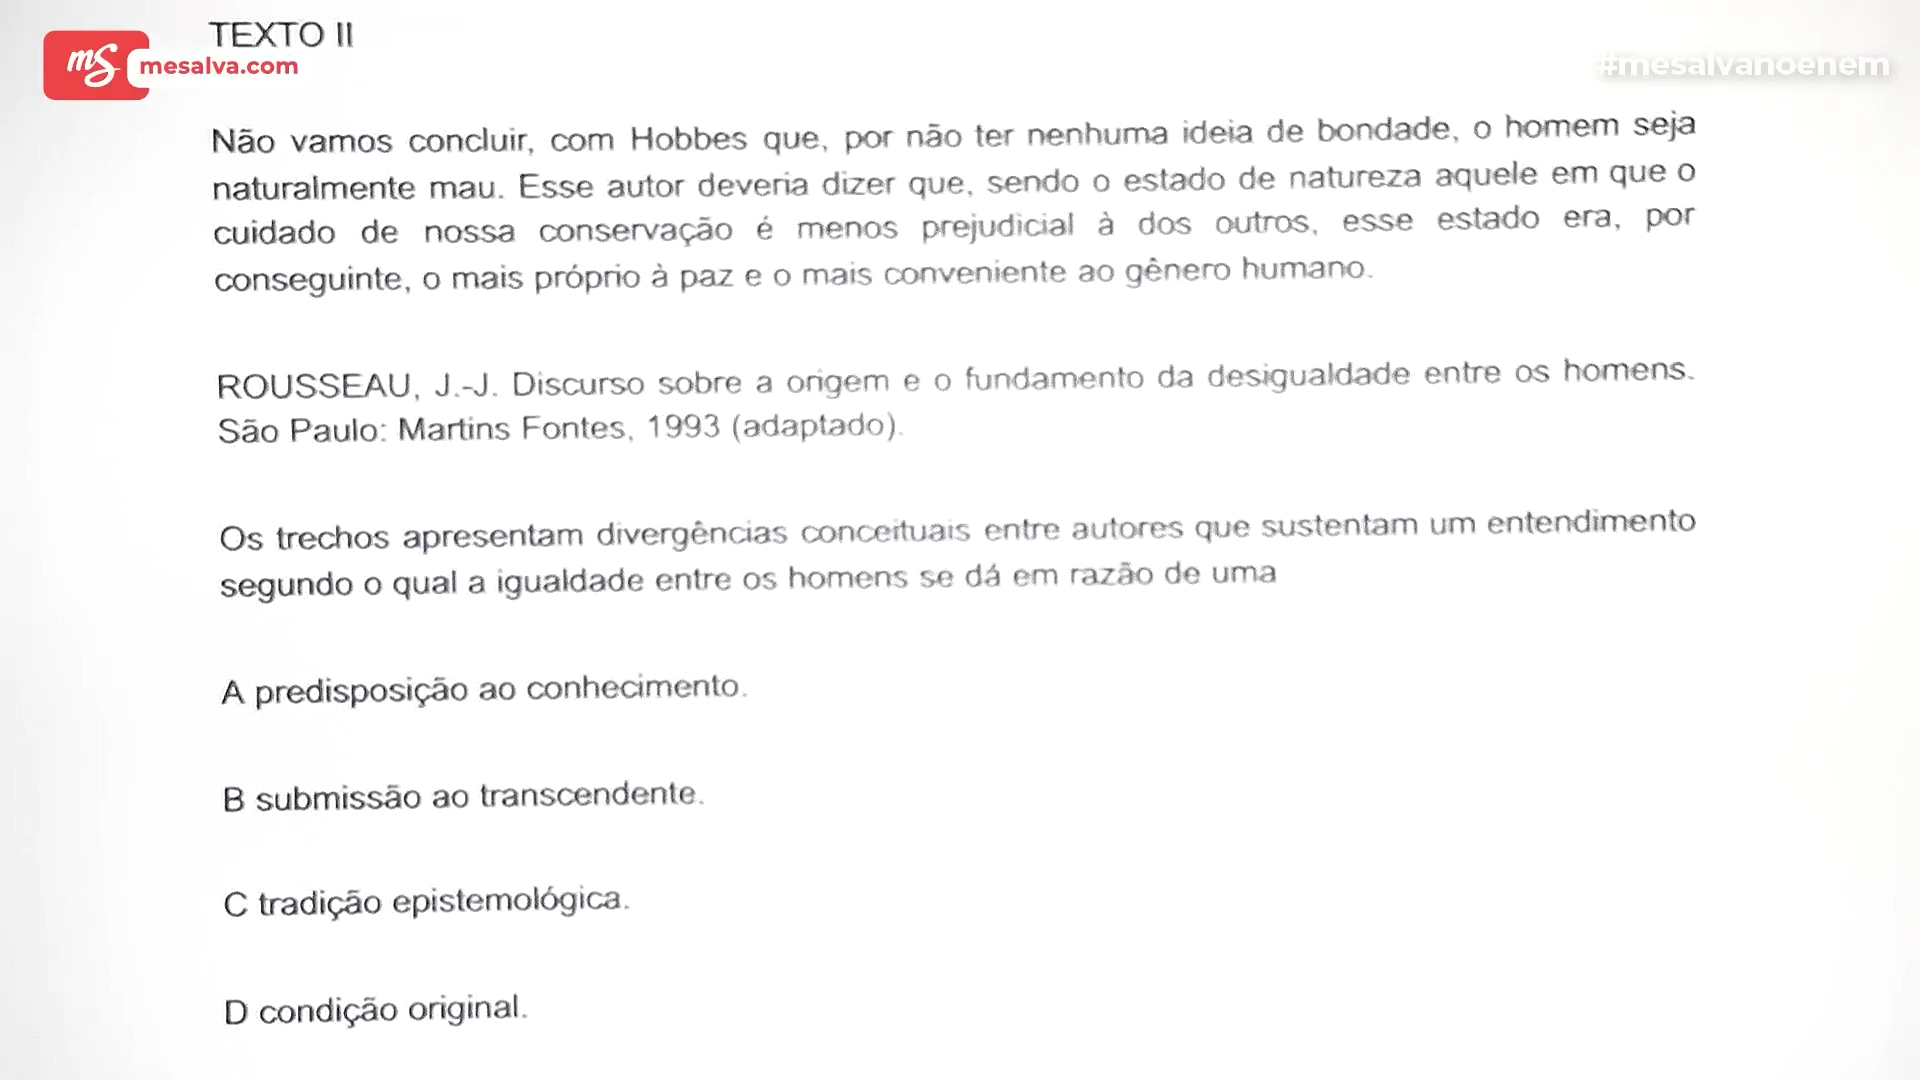 TEXTO II
mS
mesalva.com
#mesalvanoenem
Não vamos concluir, com Hobbes que, por não ter nenhuma ideia de bondade, o homem seja
naturalmente mau. Esse autor deveria dizer que, sendo o estado de natureza aquele em que o
cuidado de nossa conservação é menos prejudicial à dos outros, esse estado era, por
conseguinte, o mais próprio à paz e o mais conveniente ao gênero humano.
ROUSSEAU, J.-J. Discurso sobre a origem e o fundamento da desigualdade entre os homens.
São Paulo: Martins Fontes, 1993 (adaptado).
Os trechos apresentam divergências conceituais entre autores que sustentam um entendimento
segundo o qual a igualdade entre os homens se dá em razão de uma
A predisposição ao conhecimento.
B submissão ao transcendente.
C tradição epistemológica.
D condição original.